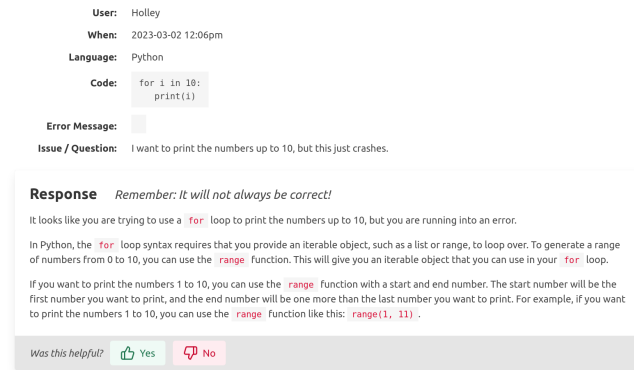 User: Holley
When: 2023-03-02 12:06pm
Language: Python
Code: for i in 10:
print(i)
Error Message:
Issue / Question: I want to print the numbers up to 10, but this just crashes.
Response Remember: It will not always be correct!
It looks like you are trying to use a for loop to print the numbers up to 10, but you are running into an error.
In Python, the for loop syntax requires that you provide an iterable object, such as a list or range, to loop over. To generate a range
of numbers from 0 to 10, you can use the range function. This will give you an iterable object that you can use in your for loop.
If you want to print the numbers 1 to 10, you can use the range function with a start and end number. The start number will be the
first number you want to print, and the end number will be one more than the last number you want to print. For example, if you want
to print the numbers 1 to 10, you can use the range function like this: range(1, 11).
Was this helpful? Yes No